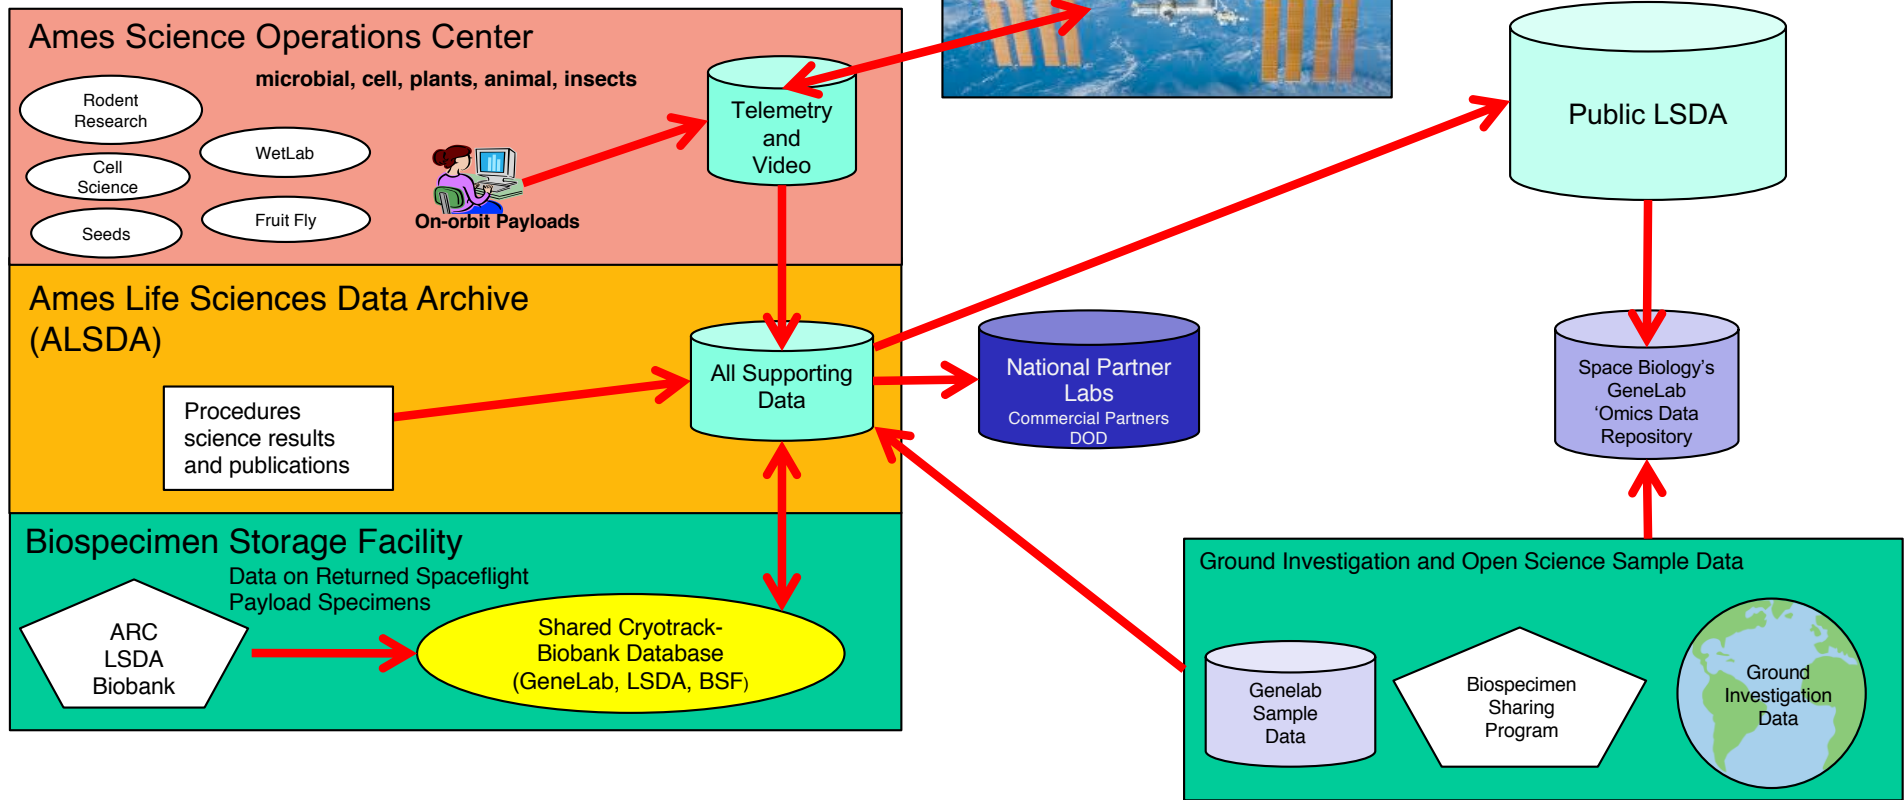 Ames Science Operations Center
microbial, cell, plants, animal, insects
Rodent
Research
Cell
Science
Seeds
WetLab
Fruit Fly
On-orbit Payloads
Telemetry
and
Video
Public LSDA
Ames Life Sciences Data Archive
(ALSDA)
Procedures
science results
and publications
All Supporting
Data
National Partner
Labs
Commercial Partners
DOD
Space Biology’s
GeneLab
‘Omics Data
Repository
Biospecimen Storage Facility
Data on Returned Spaceflight
Payload Specimens
ARC
LSDA
Biobank
Shared Cryotrack-
Biobank Database
(GeneLab, LSDA, BSF)
Ground Investigation and Open Science Sample Data
Genelab
Sample
Data
Biospecimen
Sharing
Program
Ground
Investigation
Data